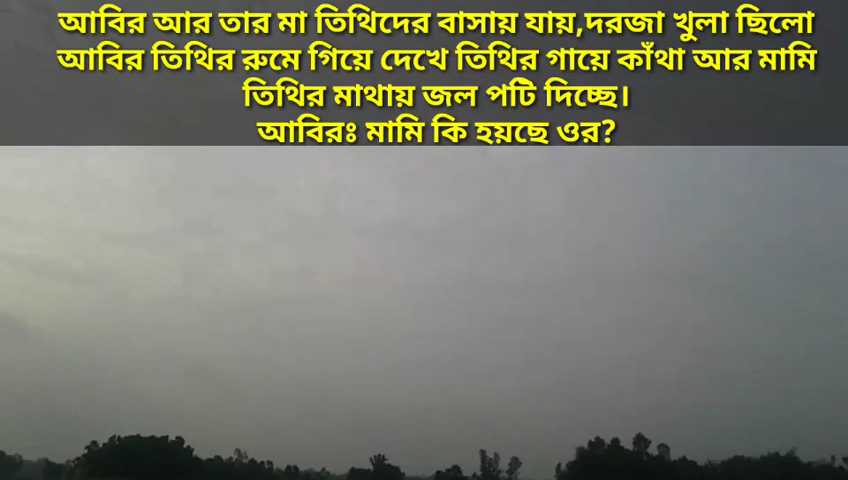 আবির আর তার মা তিথিদের বাসায় যায়,দরজা খুলা ছিলো
আবির তিথির রুমে গিয়ে দেখে তিথির গায়ে কাঁথা আর মামি
তিথির মাথায় জল পটি দিচ্ছে।
আবিরঃ মামি কি হয়ছে ওর?